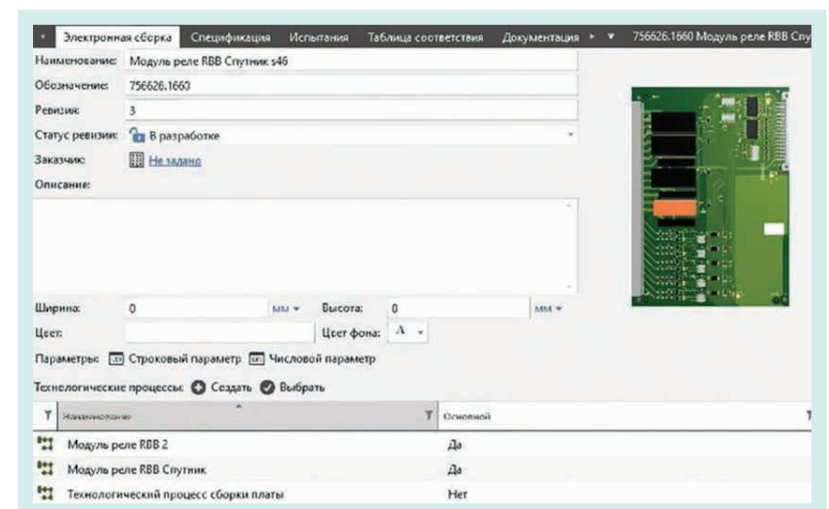 Электронная сборка Спецификация Испытания Таблица соответствия Документация 756626.1660 Модуль реле RBB Спу
Наименование: Модуль реле RBB Спутник s46
Обозначение: 756626.1660
Ревизия: 3
Статус ревизии: В разработке
Заказчик: Не задано
Описание:
Ширина: 0 мм Высота: 0 мм
Цвет: Цвет фона: A
Параметры: Строковый параметр Числовой параметр
Технологические процессы: Создать Выбрать
Наименование Основной
Модуль реле RBB 2 Да
Модуль реле RBB Спутник Да
Технологический процесс сборки платы Нет